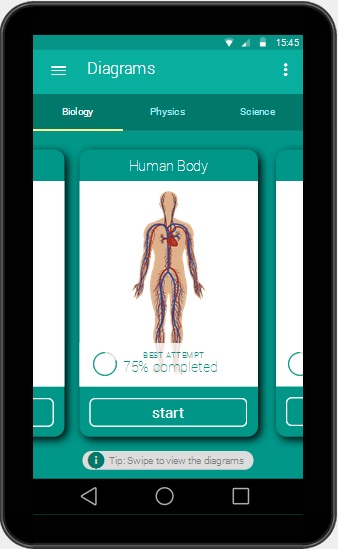 15:45
Diagrams
Biology Physics Science
Human Body
BEST ATTEMPT
75% completed
start
i Tip: Swipe to view the diagrams